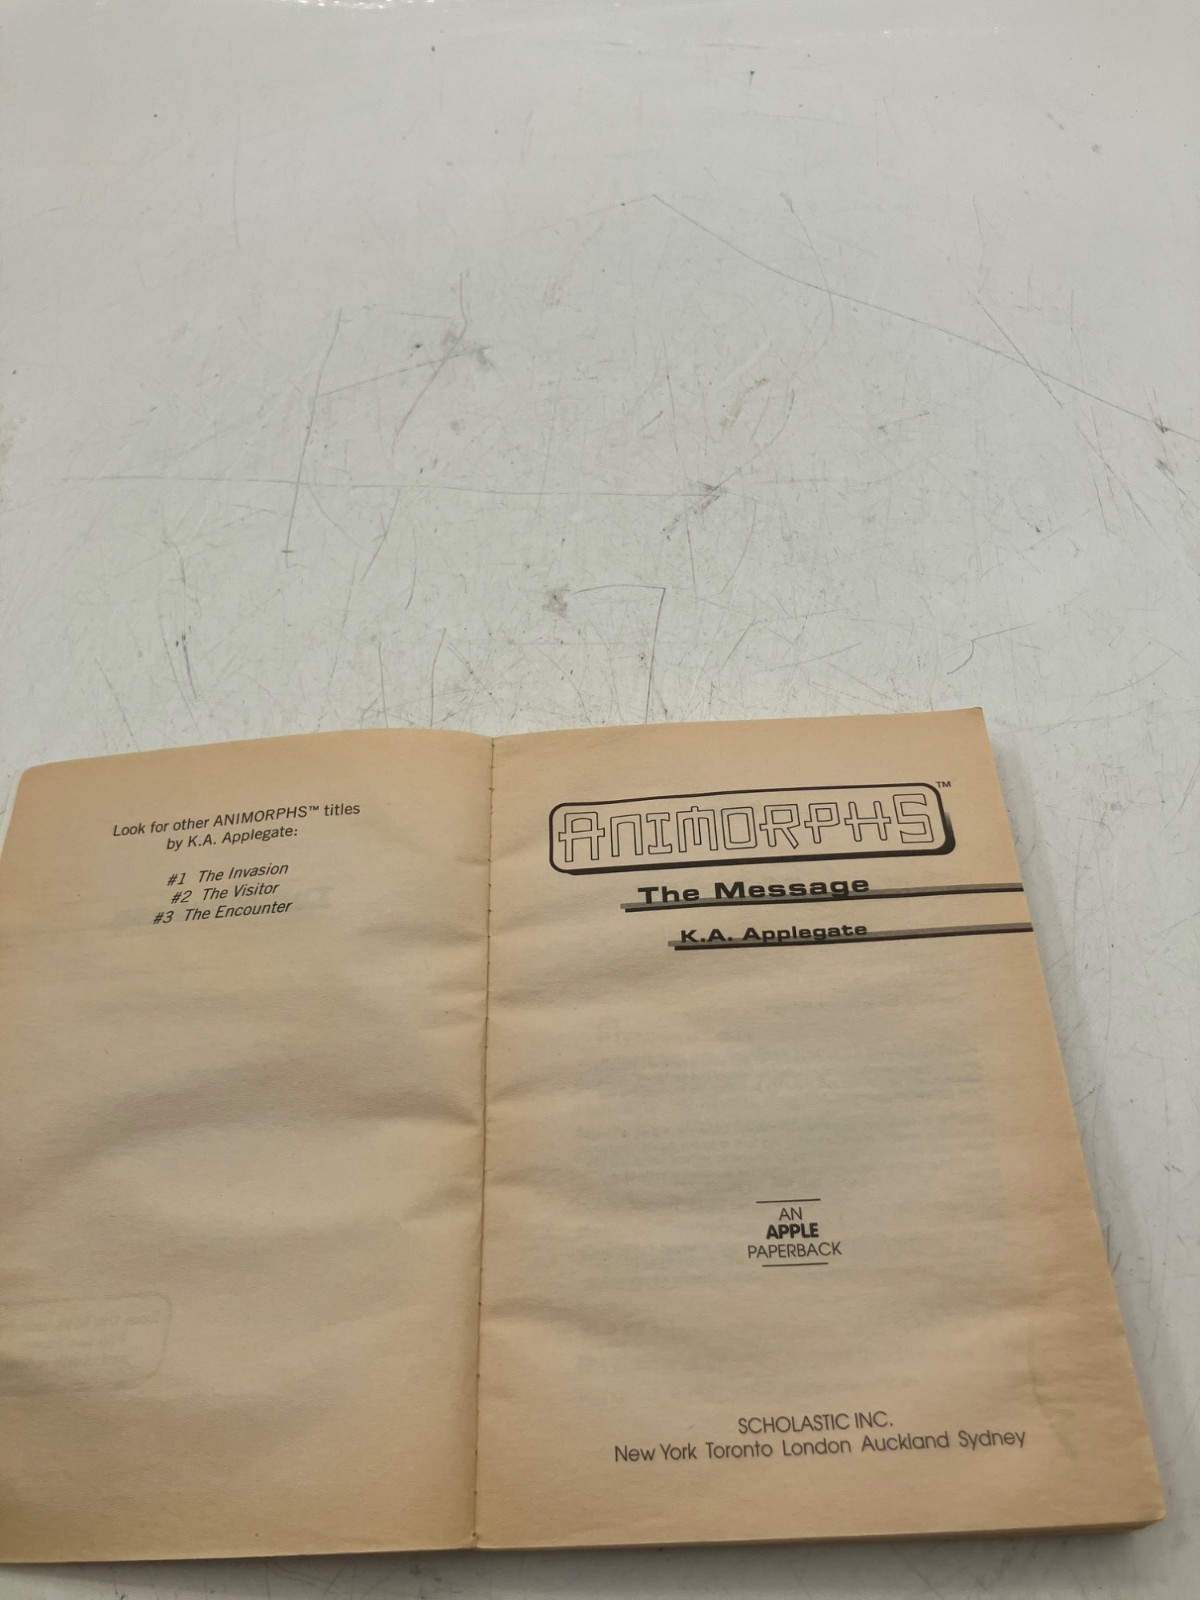 Look for other ANIMORPHS™ titles
by K.A. Applegate:
#1 The Invasion
#2 The Visitor
#3 The Encounter
ANIMORPHS™
The Message
K.A. Applegate
AN
APPLE
PAPERBACK
SCHOLASTIC INC.
New York Toronto London Auckland Sydney